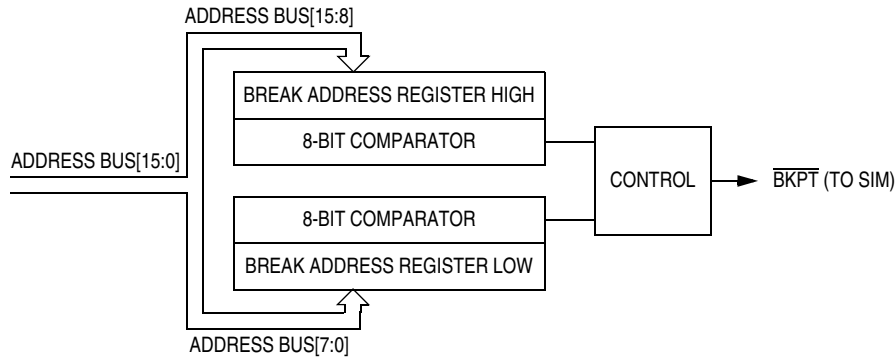 ADDRESS BUS[15:8]
BREAK ADDRESS REGISTER HIGH
8-BIT COMPARATOR
ADDRESS BUS[15:0]
CONTROL
BKPT (TO SIM)
8-BIT COMPARATOR
BREAK ADDRESS REGISTER LOW
ADDRESS BUS[7:0]